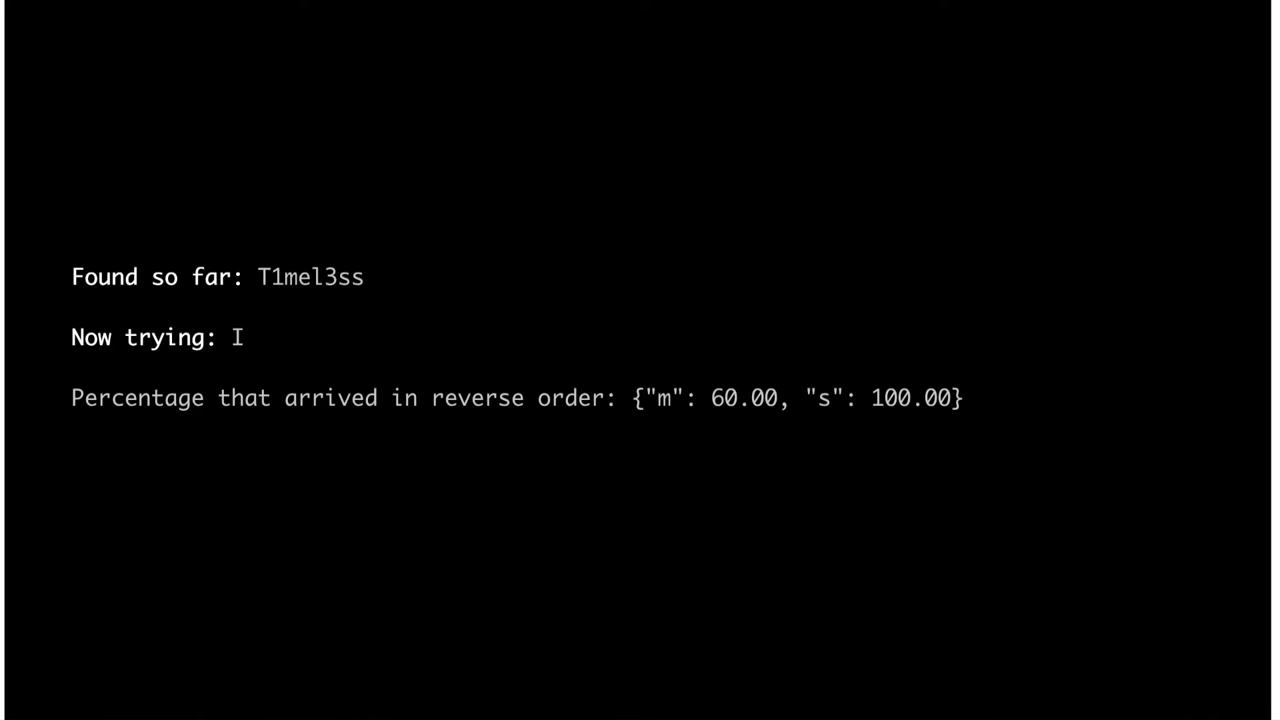 Found so far: T1mel3ss
Now trying: I
Percentage that arrived in reverse order: {"m": 60.00, "s": 100.00}